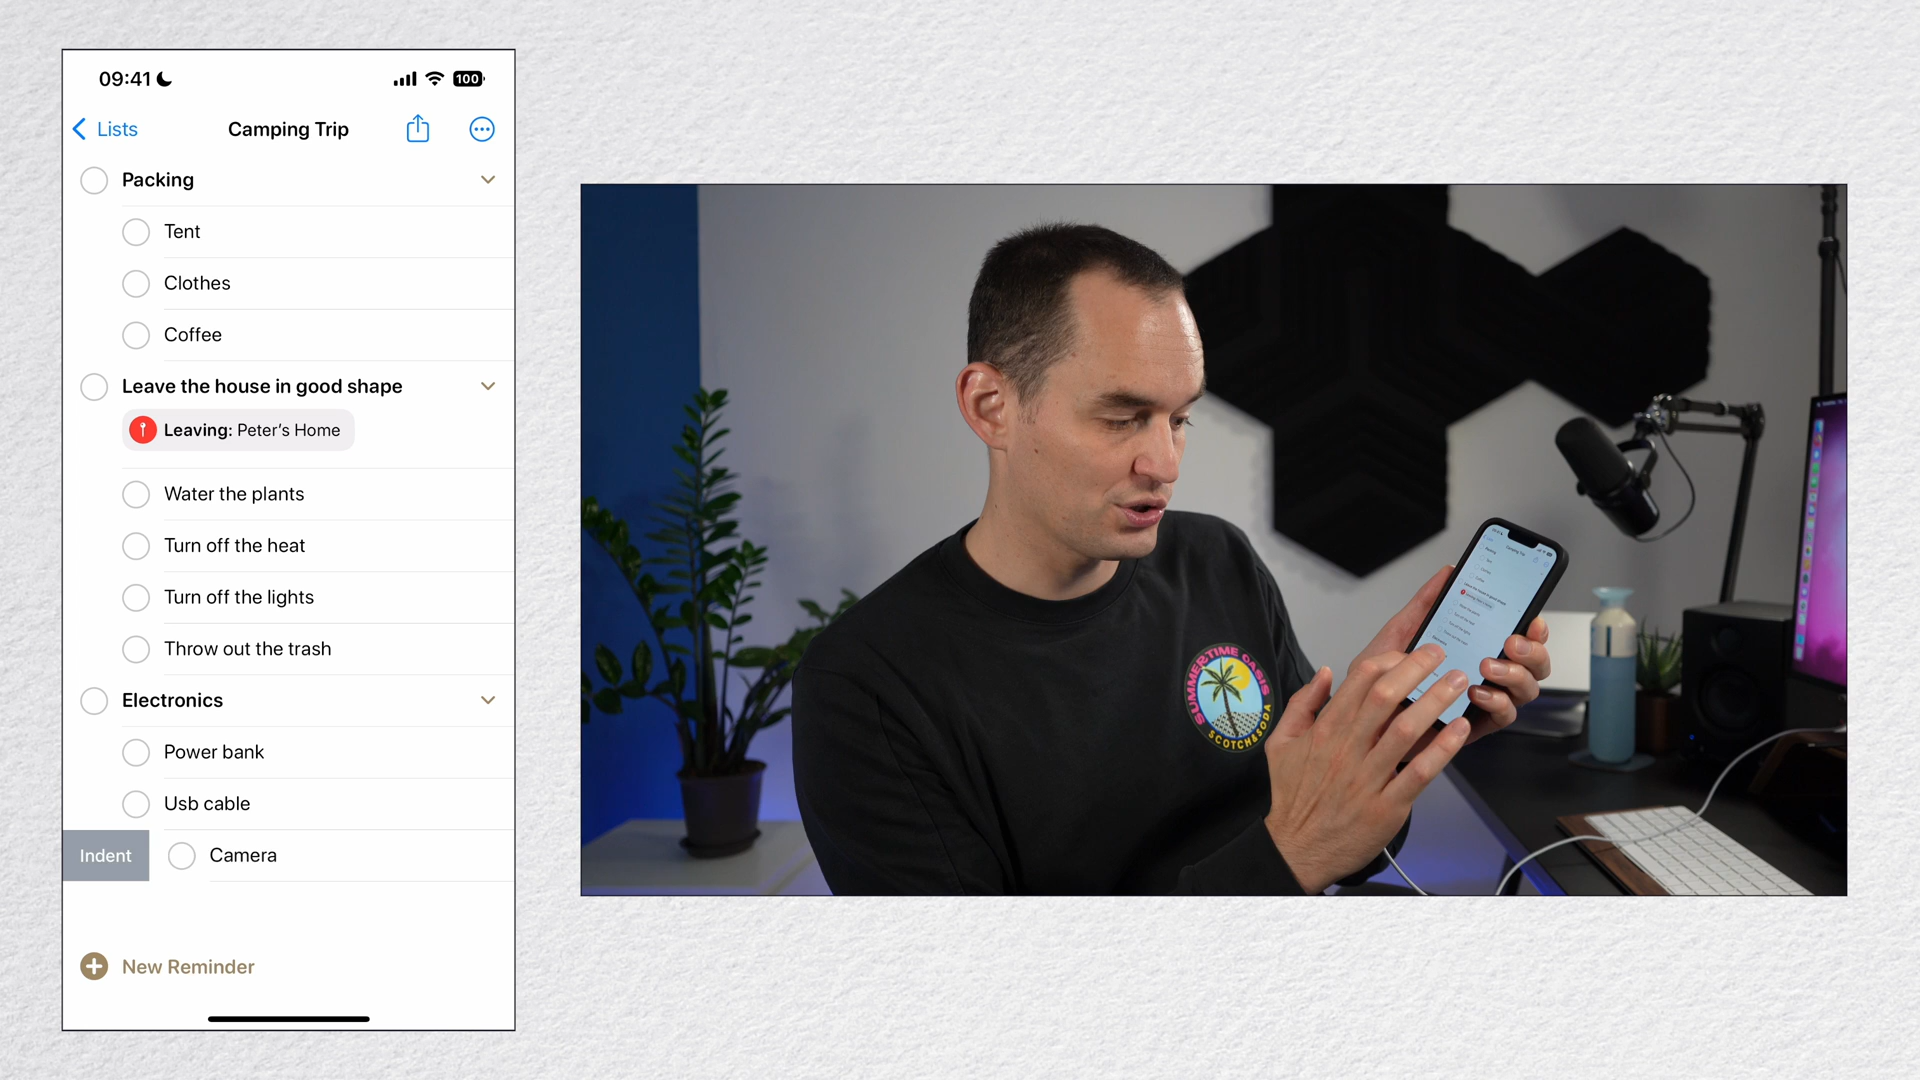 09:41
100
Lists
Camping Trip
Packing
Tent
Clothes
Coffee
Leave the house in good shape
Leaving: Peter's Home
Water the plants
Turn off the heat
Turn off the lights
Throw out the trash
Electronics
Power bank
Usb cable
Indent
Camera
New Reminder
SUMMERTIME OASIS
SCOTCH&SODA